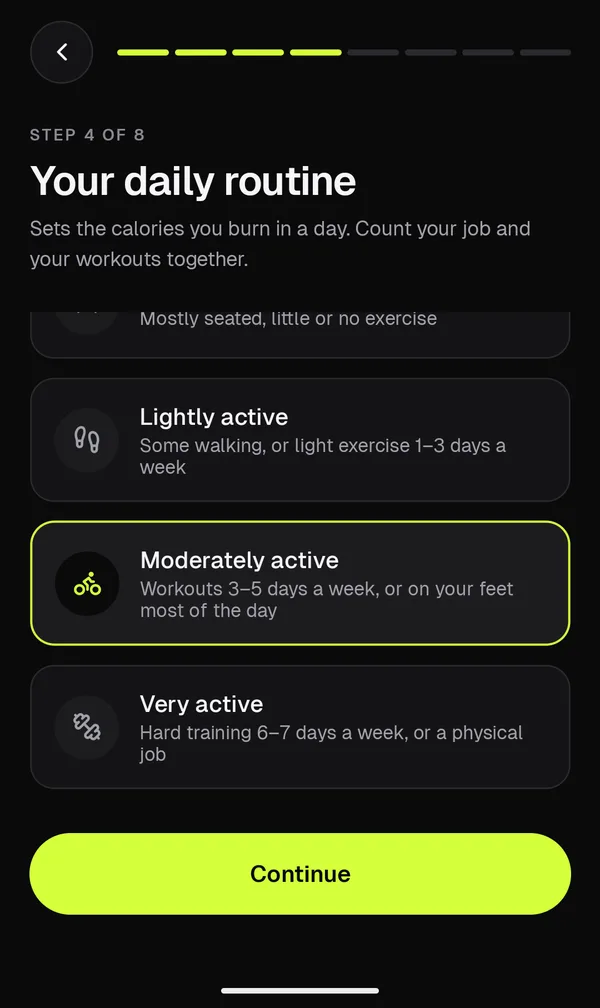 STEP 4 OF 8
Your daily routine
Sets the calories you burn in a day. Count your job and
your workouts together.
Mostly seated, little or no exercise
Lightly active
Some walking, or light exercise 1–3 days a
week
Moderately active
Workouts 3–5 days a week, or on your feet
most of the day
Very active
Hard training 6–7 days a week, or a physical
job
Continue